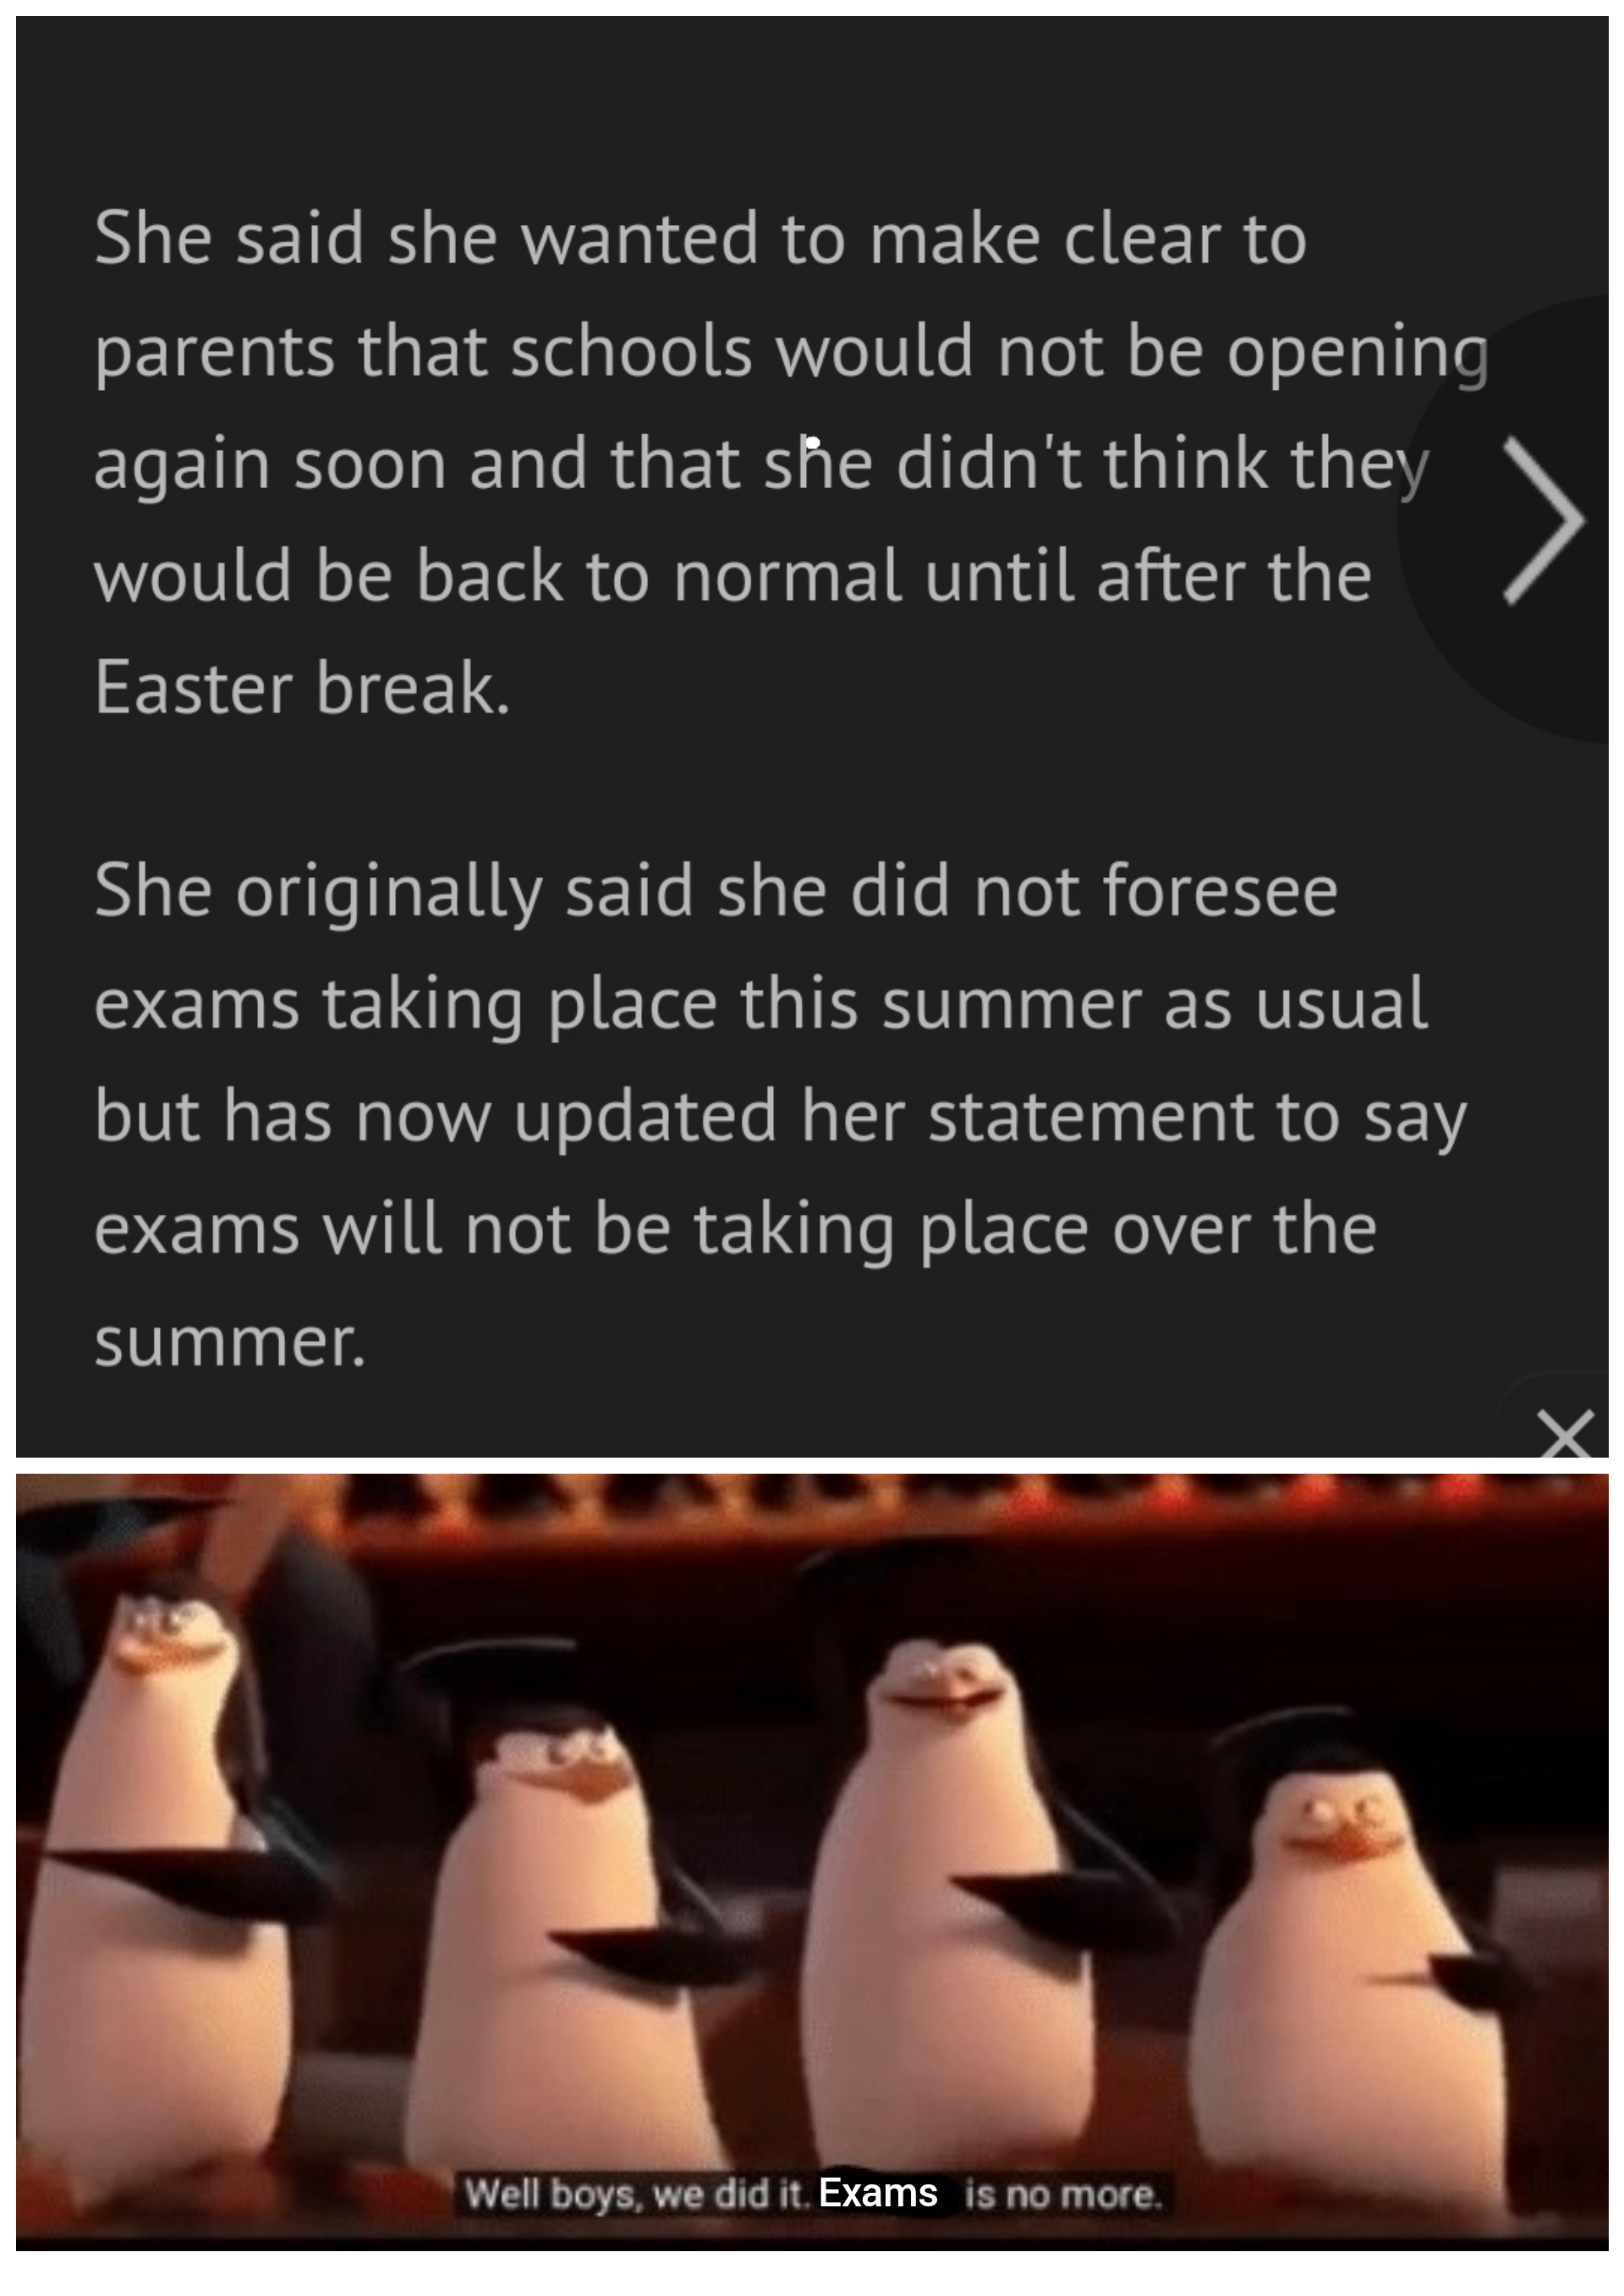 She said she wanted to make clear to
parents that schools would not be opening
again soon and that she didn't think they
would be back to normal until after the
Easter break.
She originally said she did not foresee
exams taking place this summer as usual
but has now updated her statement to say
exams will not be taking place over the
summer.
Well boys, we did it. Exams is no more.